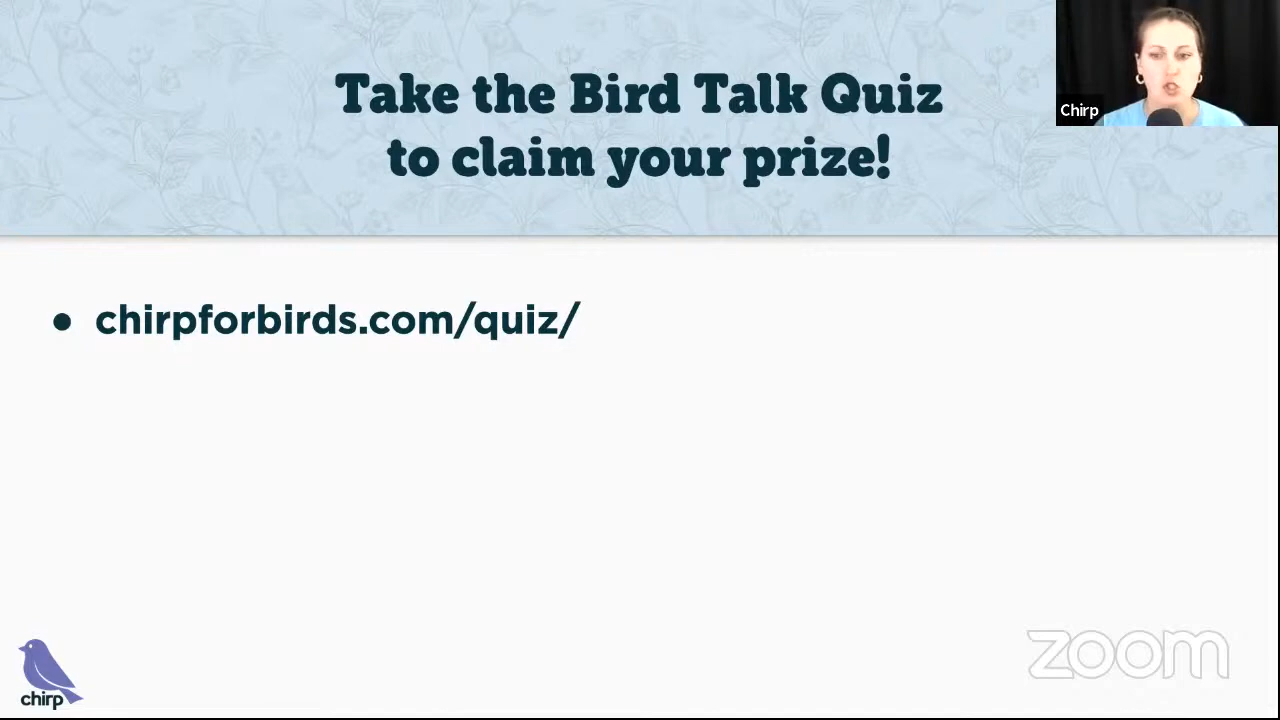 Take the Bird Talk Quiz
to claim your prize!
Chirp
• chirpforbirds.com/quiz/
chirp
zoom